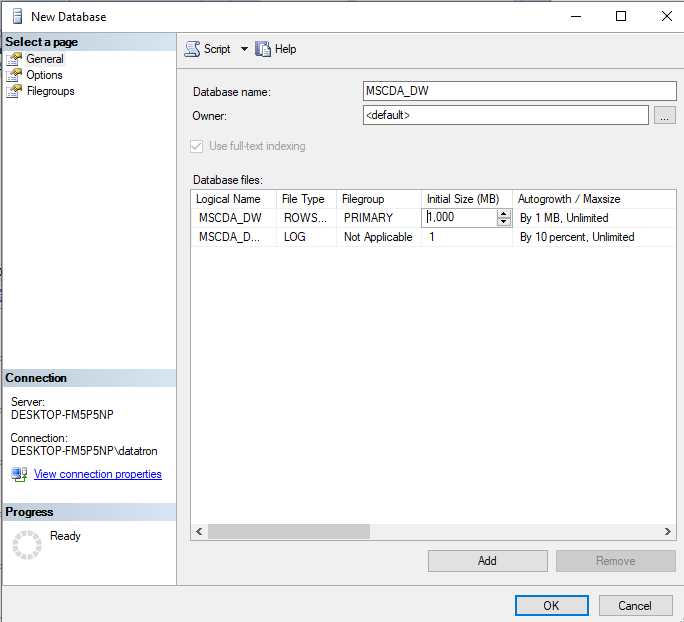 New Database
Select a page
General
Options
Filegroups
Script
Help
Database name:
MSCDA_DW
Owner:
<default>
...
Use full-text indexing
Database files:
Logical Name File Type Filegroup Initial Size (MB) Autogrowth / Maxsize
MSCDA_DW ROWS... PRIMARY 1,000 By 1 MB, Unlimited
MSCDA_D... LOG Not Applicable 1 By 10 percent, Unlimited
Connection
Server:
DESKTOP-FM5P5NP
Connection:
DESKTOP-FM5P5NP\datatron
View connection properties
Progress
Ready
Add
Remove
OK
Cancel